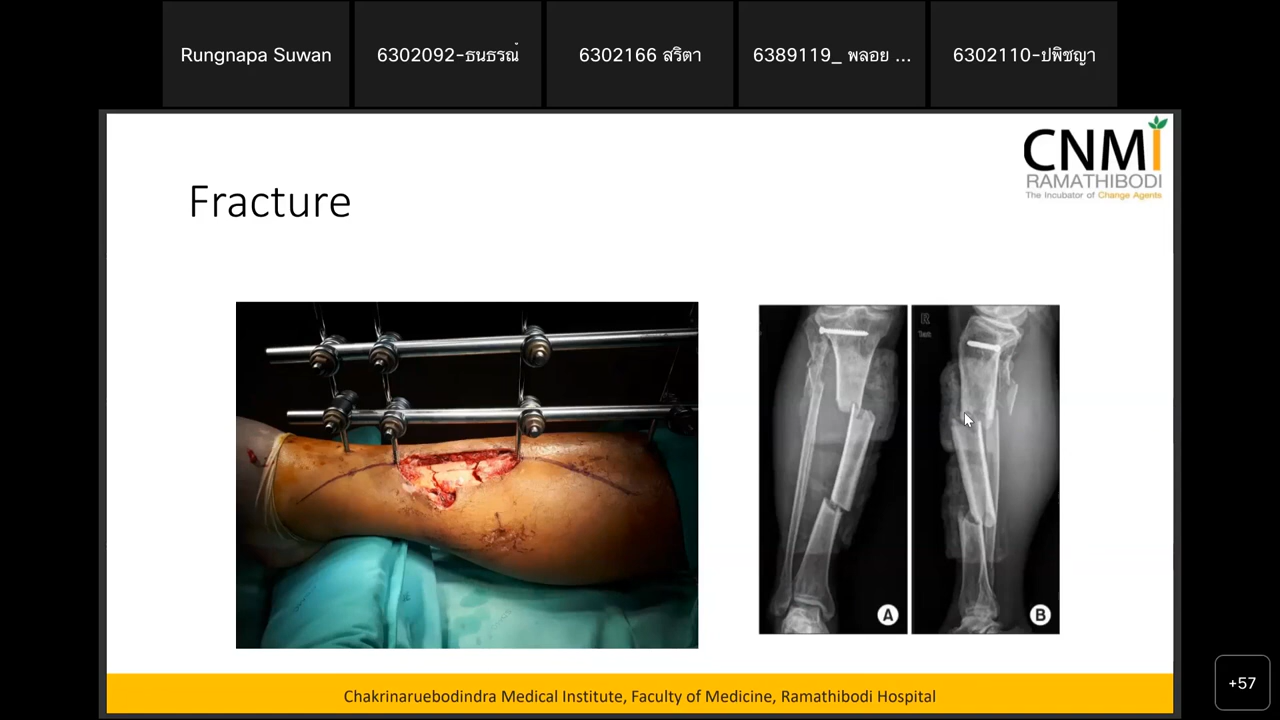 Rungnapa Suwan
6302092-ธนธรณ์
6302166 สริตา
6389119_ พลอย ...
6302110-ปพิชญา
CNMI
RAMATHIBODI
The Incubator of Change Agents
Fracture
R
A
B
Chakrinaruebodindra Medical Institute, Faculty of Medicine, Ramathibodi Hospital
+57